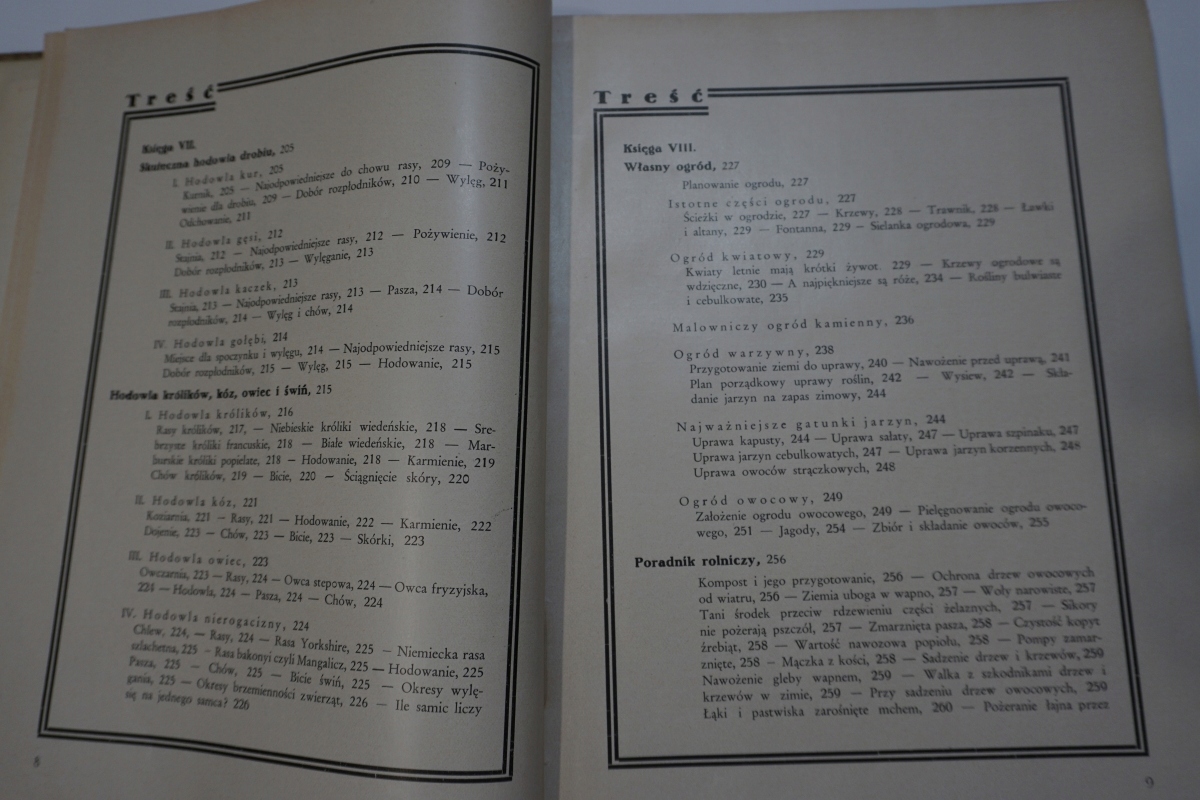 Treść
Księga VII.
Skuteczna hodowla drobiu, 205
I. Hodowla kur, 205
Kurnik, 205 — Najodpowiedniejsze do chowu rasy, 209 — Poży-
wienie dla drobiu, 209 — Dobór rozpłodników, 210 — Wylęg, 211
Odchowanie, 211
II. Hodowla gęsi, 212
Stajnia, 212 — Najodpowiedniejsze rasy, 212 — Pożywienie, 212
Dobór rozpłodników, 213 — Wylęganie, 213
III. Hodowla kaczek, 213
Stajnia, 213 — Najodpowiedniejsze rasy, 213 — Pasza, 214 — Dobór
rozpłodników, 214 — Wylęg i chów, 214
IV. Hodowla gołębi, 214
Miejsce dla spoczynku i wylęgu, 214 — Najodpowiedniejsze rasy, 215
Dobór rozpłodników, 215 — Wylęg, 215 — Hodowanie, 215
Hodowla królików, kóz, owiec i świń, 215
I. Hodowla królików, 216
Rasy królików, 217, — Niebieskie króliki wiedeńskie, 218 — Sre-
brzyste króliki francuskie, 218 — Białe wiedeńskie, 218 — Mar-
burskie króliki popielate, 218 — Hodowanie, 218 — Karmienie, 219
Chów królików, 219 — Bicie, 220 — Ściągnięcie skóry, 220
II. Hodowla kóz, 221
Koziarnia, 221 — Rasy, 221 — Hodowanie, 222 — Karmienie, 222
Dojenie, 223 — Chów, 223 — Bicie, 223 — Skórki, 223
III. Hodowla owiec, 223
Owczarnia, 223 — Rasy, 224 — Owca stepowa, 224 — Owca fryzyjska,
224 — Hodowla, 224 — Pasza, 224 — Chów, 224
IV. Hodowla nierogacizny, 224
Chlew, 224, — Rasy, 224 — Rasa Yorkshire, 225 — Niemiecka rasa
szlachetna, 225 — Rasa bakonyi czyli Mangalicz, 225 — Hodowanie, 225
Pasza, 225 — Chów, 225 — Bicie świń, 225 — Okresy wylę-
gania, 225 — Okresy brzemienności zwierząt, 226 — Ile samic liczy
się na jednego samca? 226
8
Treść
Księga VIII.
Własny ogród, 227
Planowanie ogrodu, 227
Istotne części ogrodu, 227
Ścieżki w ogrodzie, 227 — Krzewy, 228 — Trawnik, 228 — Ławki
i altany, 229 — Fontanna, 229 — Sielanka ogrodowa, 229
Ogród kwiatowy, 229
Kwiaty letnie mają krótki żywot. 229 — Krzewy ogrodowe są
wdzięczne, 230 — A najpiękniejsze są róże, 234 — Rośliny bulwiaste
i cebulkowate, 235
Malowniczy ogród kamienny, 236
Ogród warzywny, 238
Przygotowanie ziemi do uprawy, 240 — Nawożenie przed uprawą, 241
Plan porządkowy uprawy roślin, 242 — Wysiew, 242 — Skła-
danie jarzyn na zapas zimowy, 244
Najważniejsze gatunki jarzyn, 244
Uprawa kapusty, 244 — Uprawa sałaty, 247 — Uprawa szpinaku, 247
Uprawa jarzyn cebulkowatych, 247 — Uprawa jarzyn korzennych, 248
Uprawa owoców strączkowych, 248
Ogród owocowy, 249
Założenie ogrodu owocowego, 249 — Pielęgnowanie ogrodu owoco-
wego, 251 — Jagody, 254 — Zbiór i składanie owoców, 255
Poradnik rolniczy, 256
Kompost i jego przygotowanie, 256 — Ochrona drzew owocowych
od wiatru, 256 — Ziemia uboga w wapno, 257 — Woły narowiste, 257
Tani środek przeciw rdzewieniu części żelaznych, 257 — Sikory
nie pożerają pszczół, 257 — Zmarznięta pasza, 258 — Czystość kopyt
źrebiąt, 258 — Wartość nawozowa popiołu, 258 — Pompy zamar-
znięte, 258 — Mączka z kości, 258 — Sadzenie drzew i krzewów, 259
Nawożenie gleby wapnem, 259 — Walka z szkodnikami drzew i
krzewów w zimie, 259 — Przy sadzeniu drzew owocowych, 259
Łąki i pastwiska zarośnięte mchem, 260 — Pożeranie łajna przez
9